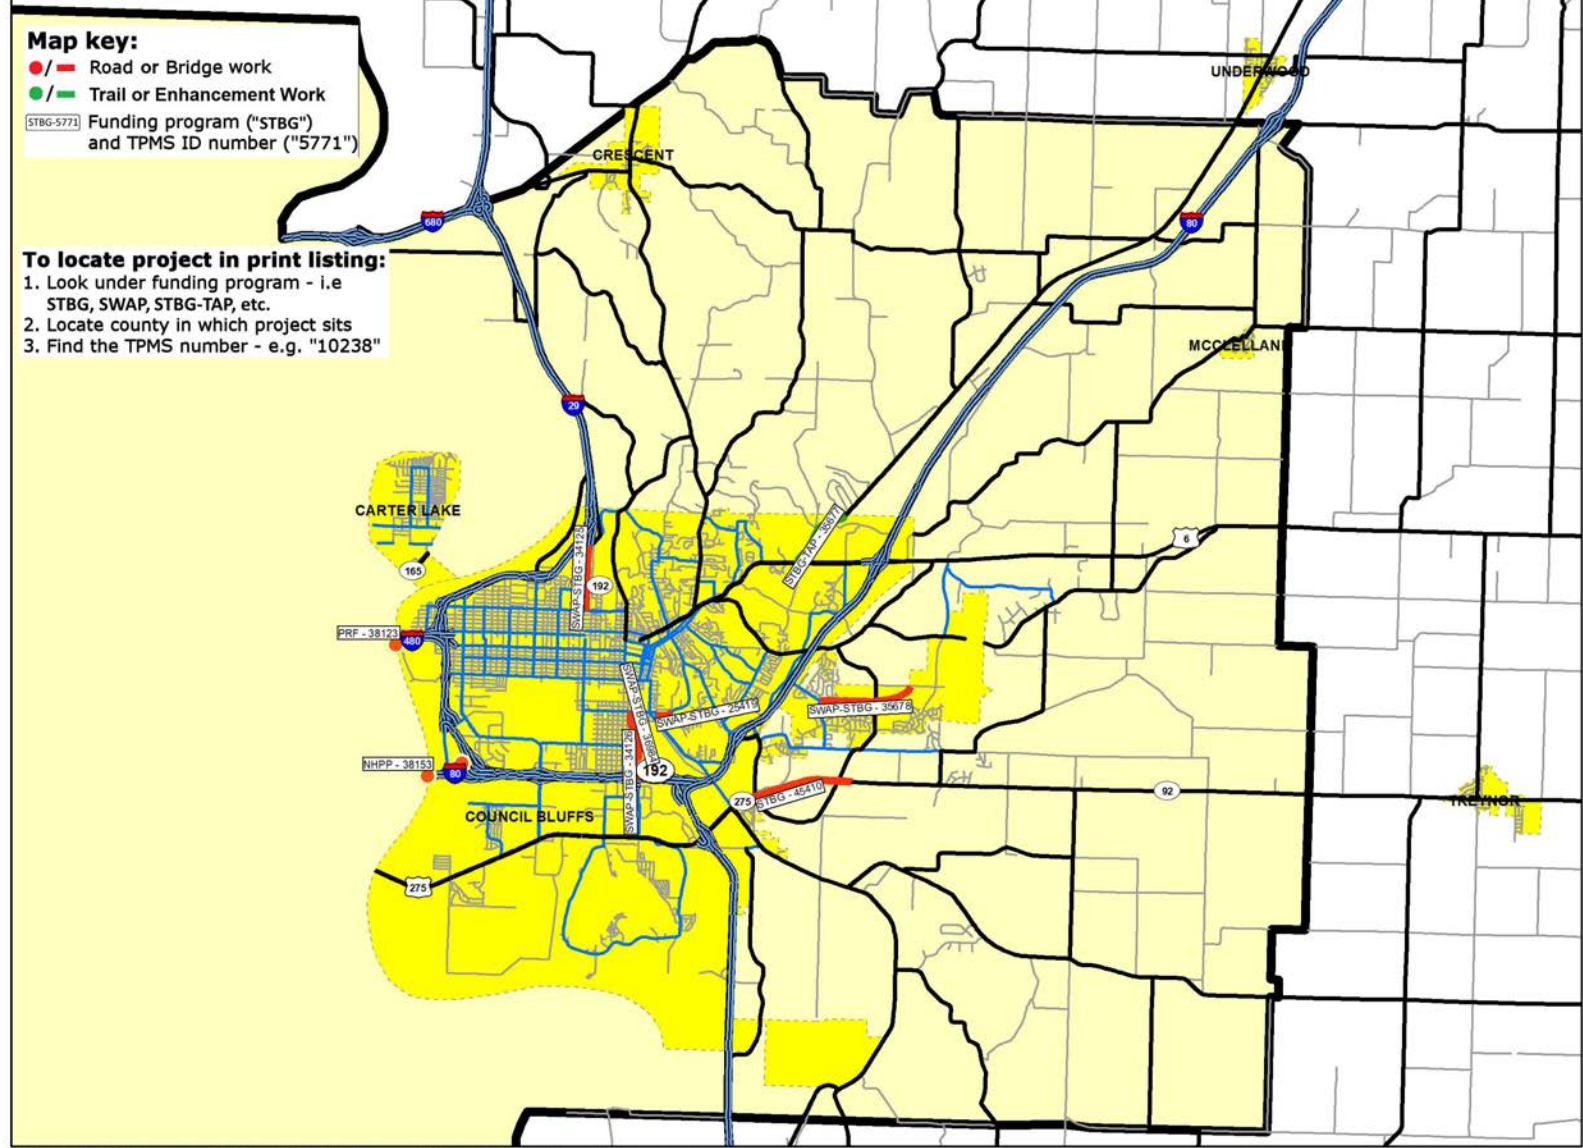 Map key:
Road or Bridge work
Trail or Enhancement Work
STBG-5771 Funding program ("STBG")
and TPMS ID number ("5771")
UNDERWOOD
CRESCENT
680
80
To locate project in print listing:
1. Look under funding program - i.e
STBG, SWAP, STBG-TAP, etc.
2. Locate county in which project sits
3. Find the TPMS number - e.g. "10238"
MCCLELLAN
29
CARTER LAKE
165
SWAP-STBG - 34125
192
STBG-TAP - 35677
6
PRF - 38123
480
SWAP-STBG - 36984
SWAP-STBG - 25419
SWAP-STBG - 35678
NHPP - 38153
80
SWAP-STBG - 34126
192
275
STBG - 45410
92
TREYNOR
COUNCIL BLUFFS
275